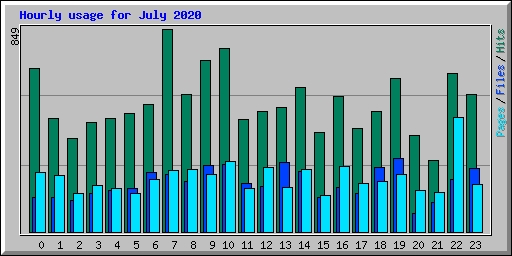 Hourly usage for July 2020
849
Pages / Files / Hits
0 1 2 3 4 5 6 7 8 9 10 11 12 13 14 15 16 17 18 19 20 21 22 23